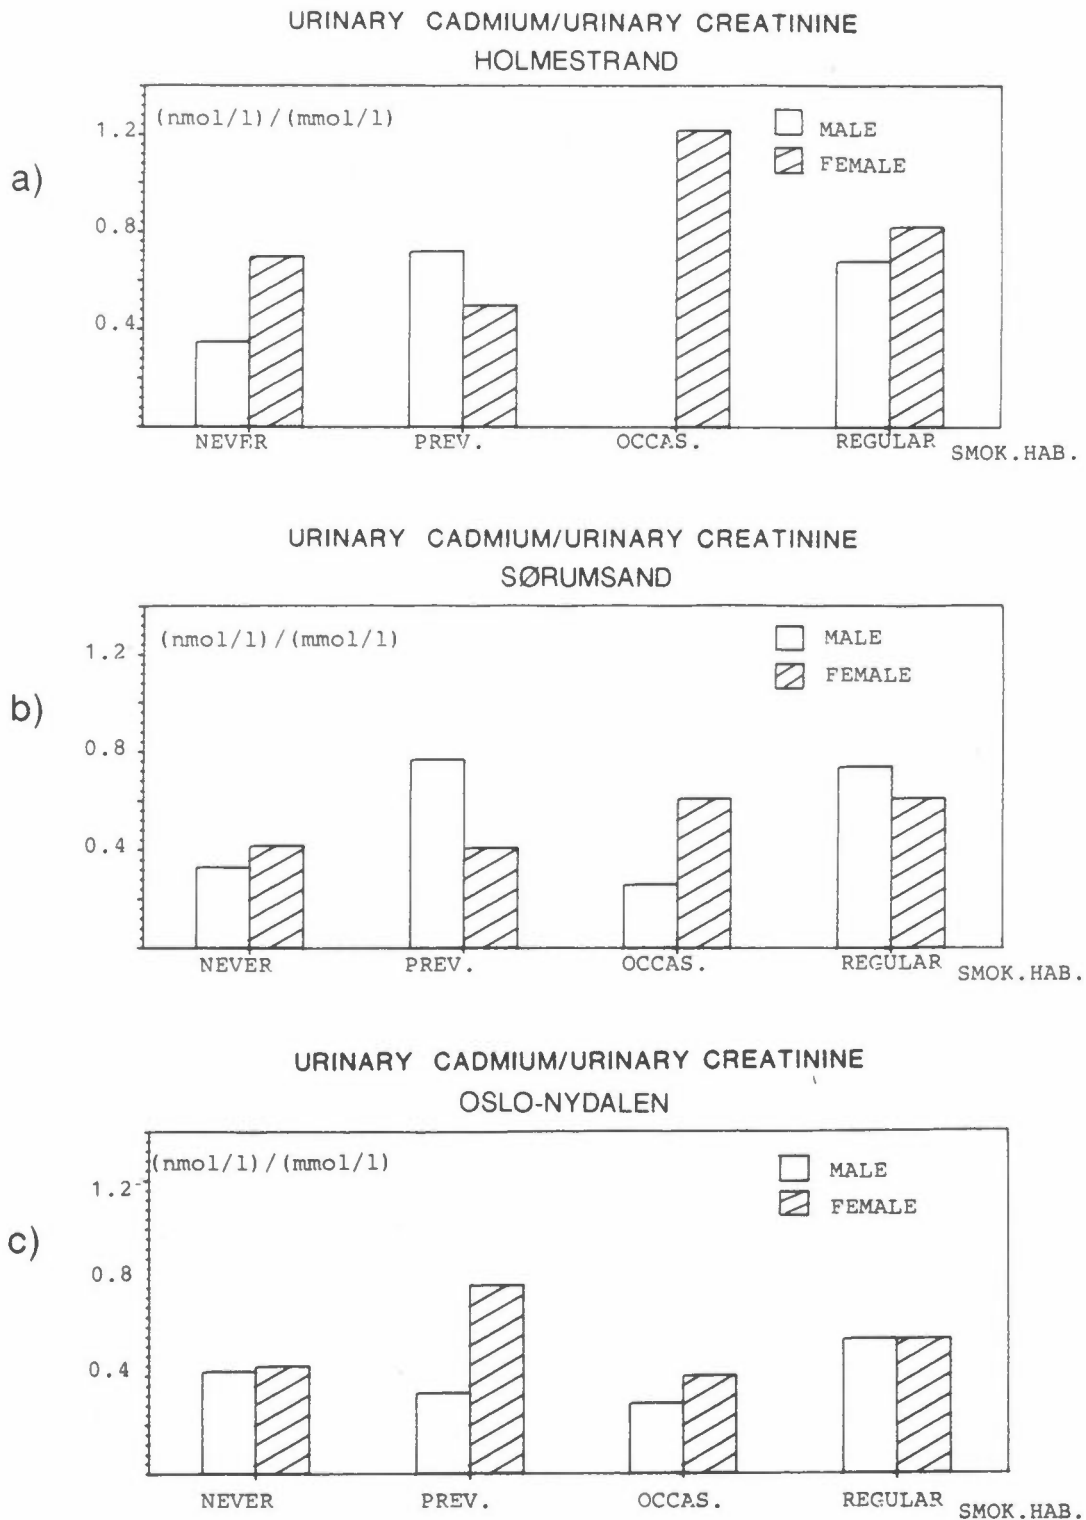 URINARY CADMIUM/URINARY CREATININE
HOLMESTRAND
a)
(nmol/l)/(mmol/l)
MALE
FEMALE
1.2
0.8
0.4
NEVER PREV. OCCAS. REGULAR SMOK.HAB.
URINARY CADMIUM/URINARY CREATININE
SØRUMSAND
b)
(nmol/l)/(mmol/l)
MALE
FEMALE
1.2
0.8
0.4
NEVER PREV. OCCAS. REGULAR SMOK.HAB.
URINARY CADMIUM/URINARY CREATININE
OSLO-NYDALEN
c)
(nmol/l)/(mmol/l)
MALE
FEMALE
1.2
0.8
0.4
NEVER PREV. OCCAS. REGULAR SMOK.HAB.